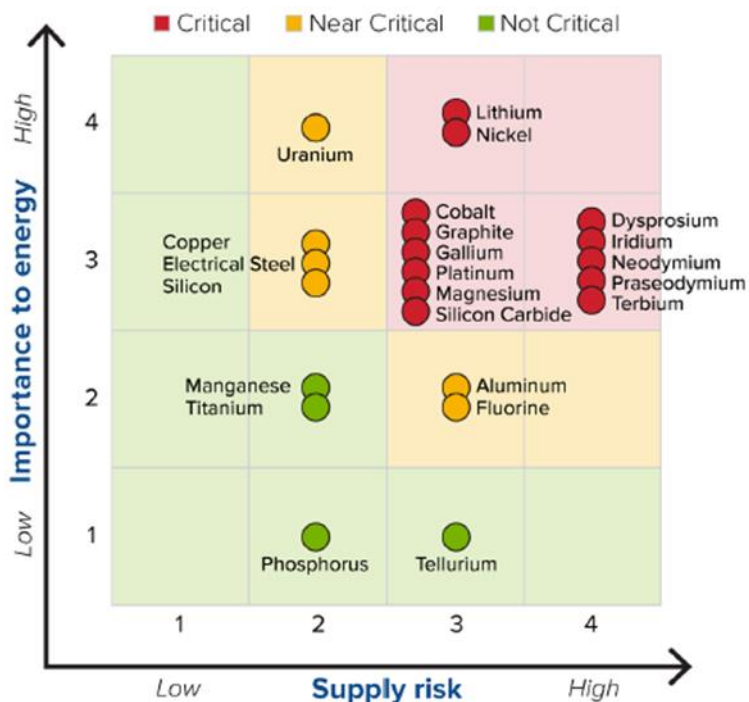 Critical Near Critical Not Critical
High
4
Uranium
Lithium
Nickel
Importance to energy
3
Copper
Electrical Steel
Silicon
Cobalt
Graphite
Gallium
Platinum
Magnesium
Silicon Carbide
Dysprosium
Iridium
Neodymium
Praseodymium
Terbium
2
Manganese
Titanium
Aluminum
Fluorine
Low
1
Phosphorus
Tellurium
1 2 3 4
Low Supply risk High